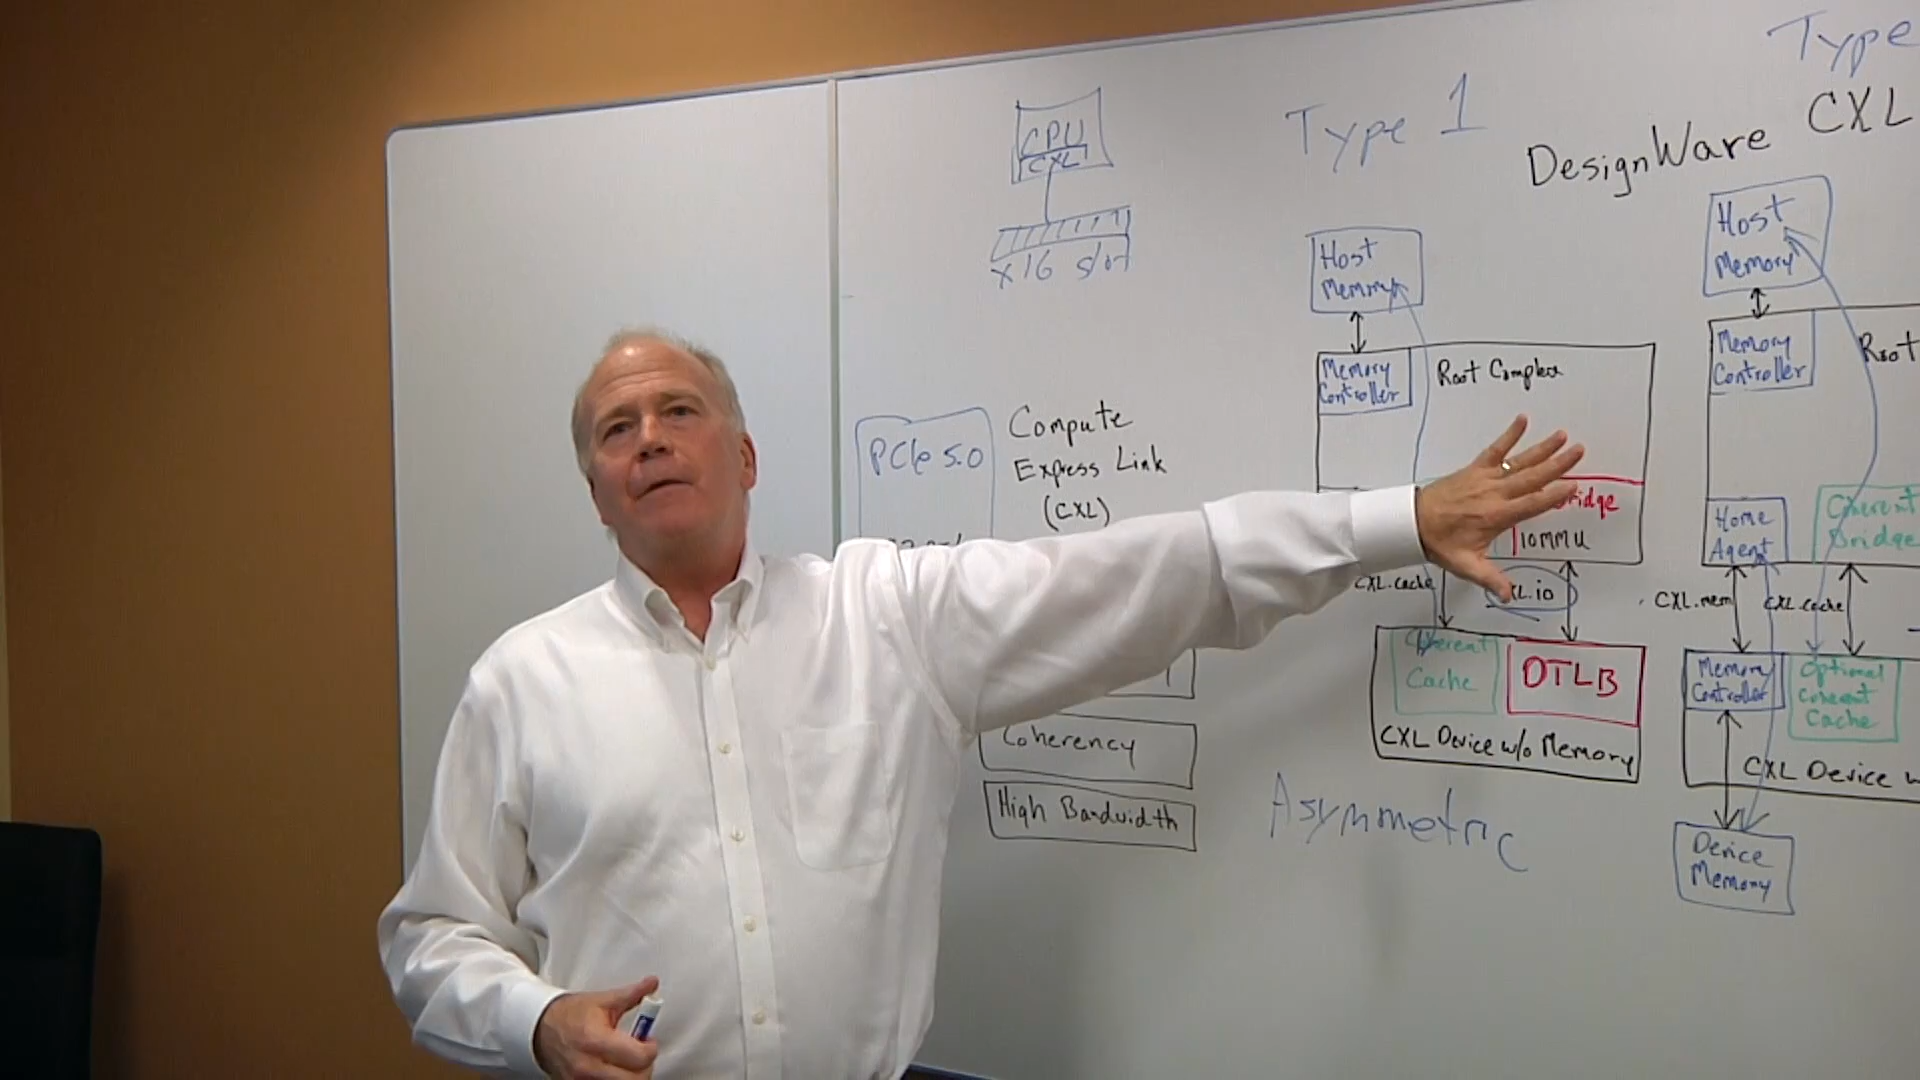 CPU
CXL
x16 slot
PCIe 5.0
Compute
Express Link
(CXL)
Coherency
High Bandwidth
Type 1
Host
Memory
Memory
Controller
Root Complex
IOMMU
CXL.cache
CXL.io
Coherent
Cache
DTLB
CXL Device w/o Memory
Asymmetric
Type
DesignWare CXL
Host
Memory
Memory
Controller
Root
Home
Agent
Coherent
Bridge
CXL.mem
CXL.cache
Memory
Controller
Optional
Coherent
Cache
CXL Device
Device
Memory